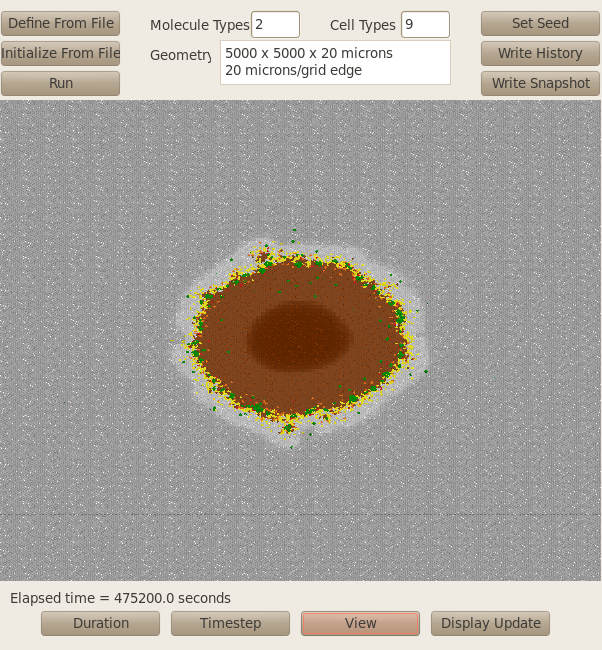 Define From File
Molecule Types 2
Cell Types 9
Set Seed
Initialize From File
Geometry
5000 x 5000 x 20 microns
20 microns/grid edge
Write History
Run
Write Snapshot
Elapsed time = 475200.0 seconds
Duration
Timestep
View
Display Update